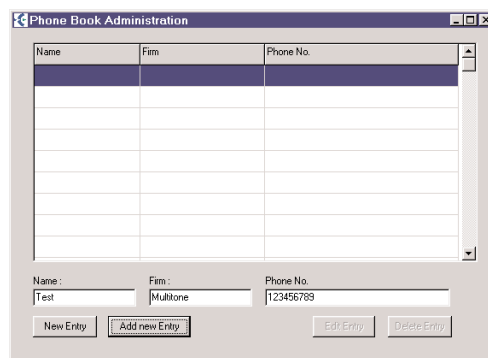 Phone Book Administration
Name Firm Phone No.
Name : Firm : Phone No.
Test Multitone 123456789
New Entry Add new Entry Edit Entry Delete Entry